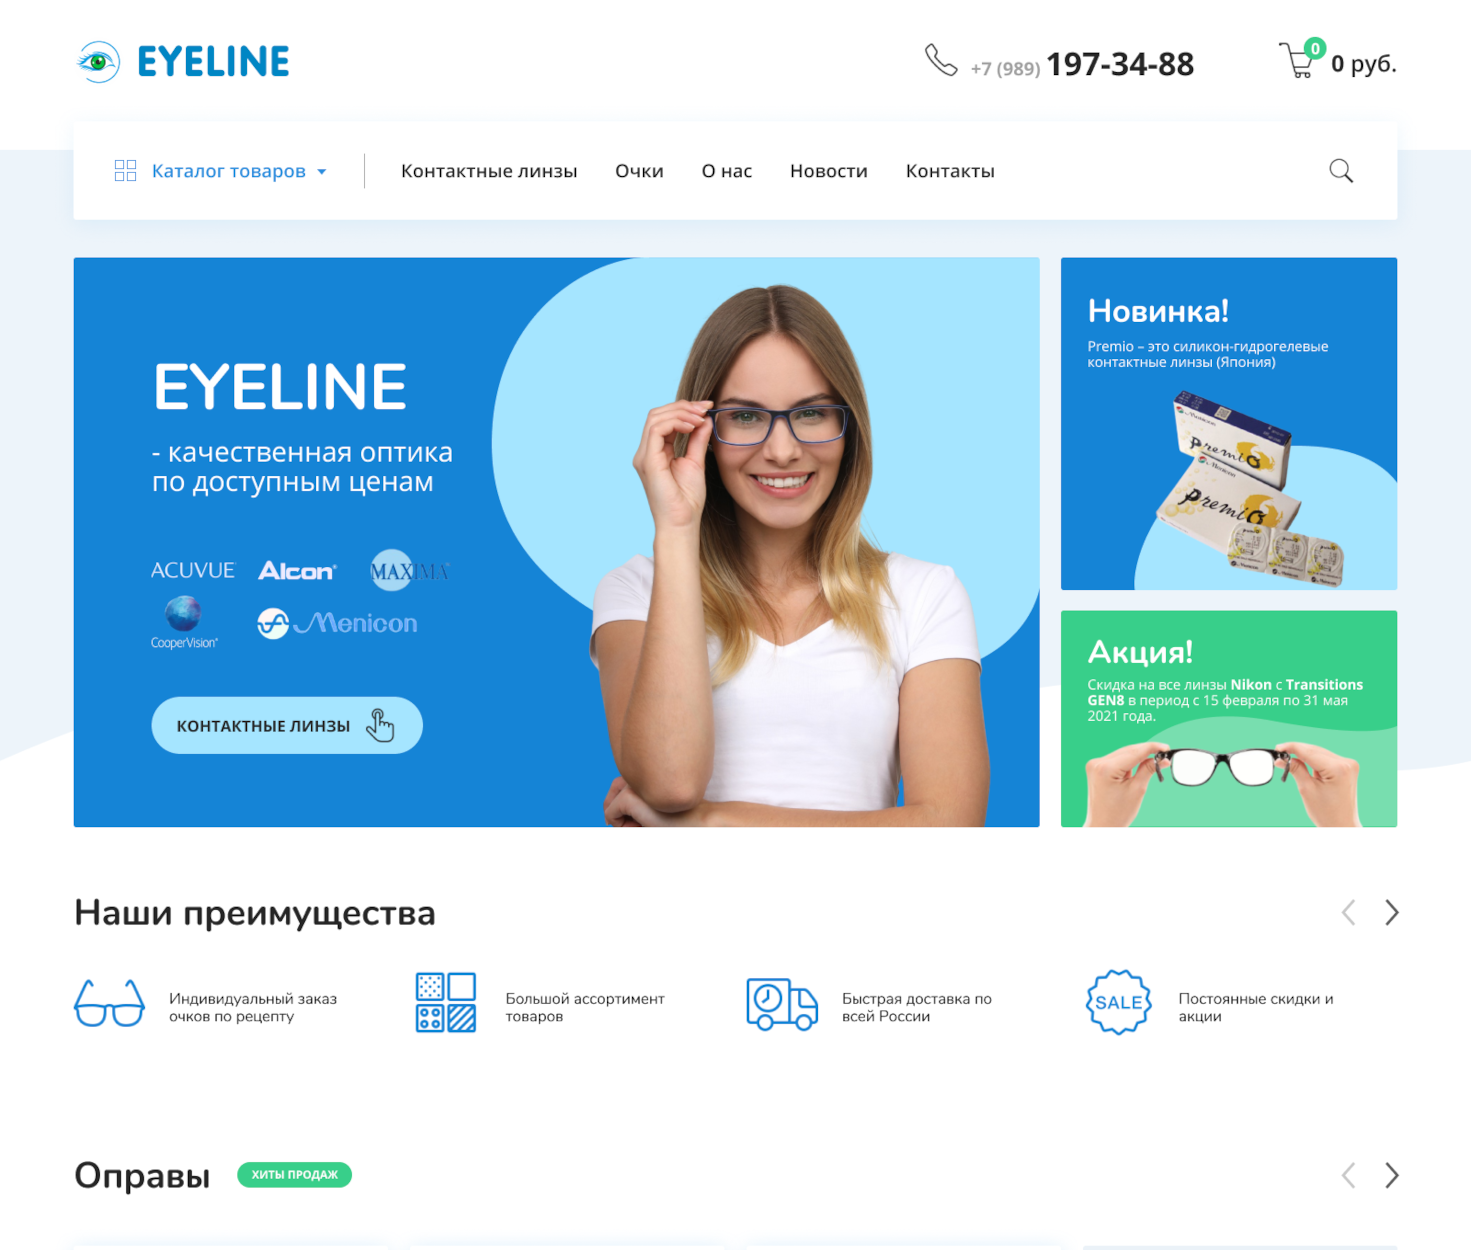 EYELINE
+7 (989) 197-34-88
0
0 руб.
Каталог товаров
Контактные линзы
Очки
О нас
Новости
Контакты
EYELINE
- качественная оптика
по доступным ценам
ACUVUE
Alcon
MAXIMA
CooperVision
Menicon
КОНТАКТНЫЕ ЛИНЗЫ
Новинка!
Premio – это силикон-гидрогелевые
контактные линзы (Япония)
Menicon
PremiO
Menicon
PremiO
Акция!
Скидка на все линзы Nikon с Transitions
GEN8 в период с 15 февраля по 31 мая
2021 года.
Наши преимущества
Индивидуальный заказ
очков по рецепту
Большой ассортимент
товаров
Быстрая доставка по
всей России
SALE
Постоянные скидки и
акции
Оправы
ХИТЫ ПРОДАЖ